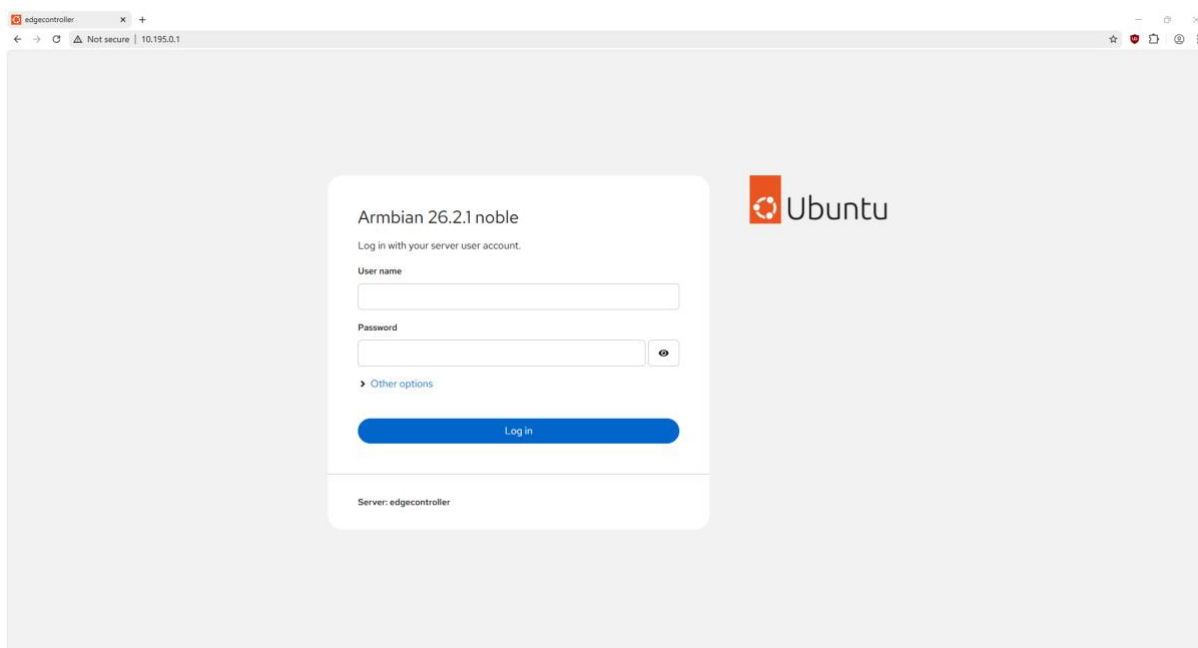 edgecontroller
Not secure | 10.195.0.1
Armbian 26.2.1 noble
Log in with your server user account.
User name
Password
Other options
Log in
Server: edgecontroller
Ubuntu